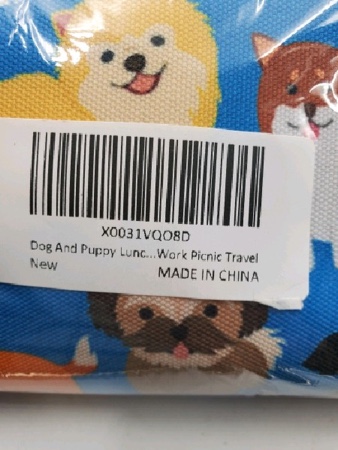 X0031VQO8D
Dog And Puppy Lunc...Work Picnic Travel
New
MADE IN CHINA